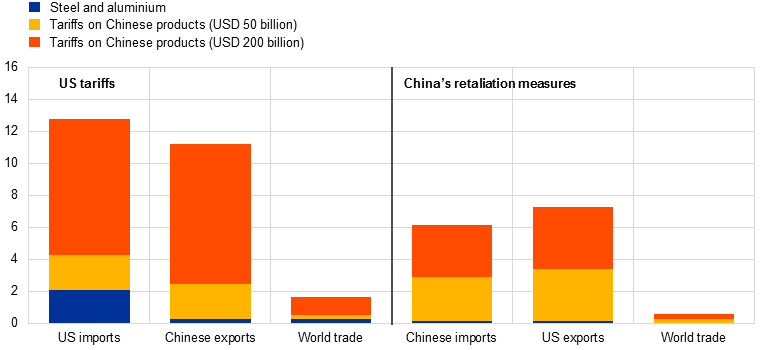 Steel and aluminium
Tariffs on Chinese products (USD 50 billion)
Tariffs on Chinese products (USD 200 billion)
16
14
12
10
8
6
4
2
0
US tariffs
China's retaliation measures
US imports
Chinese exports
World trade
Chinese imports
US exports
World trade